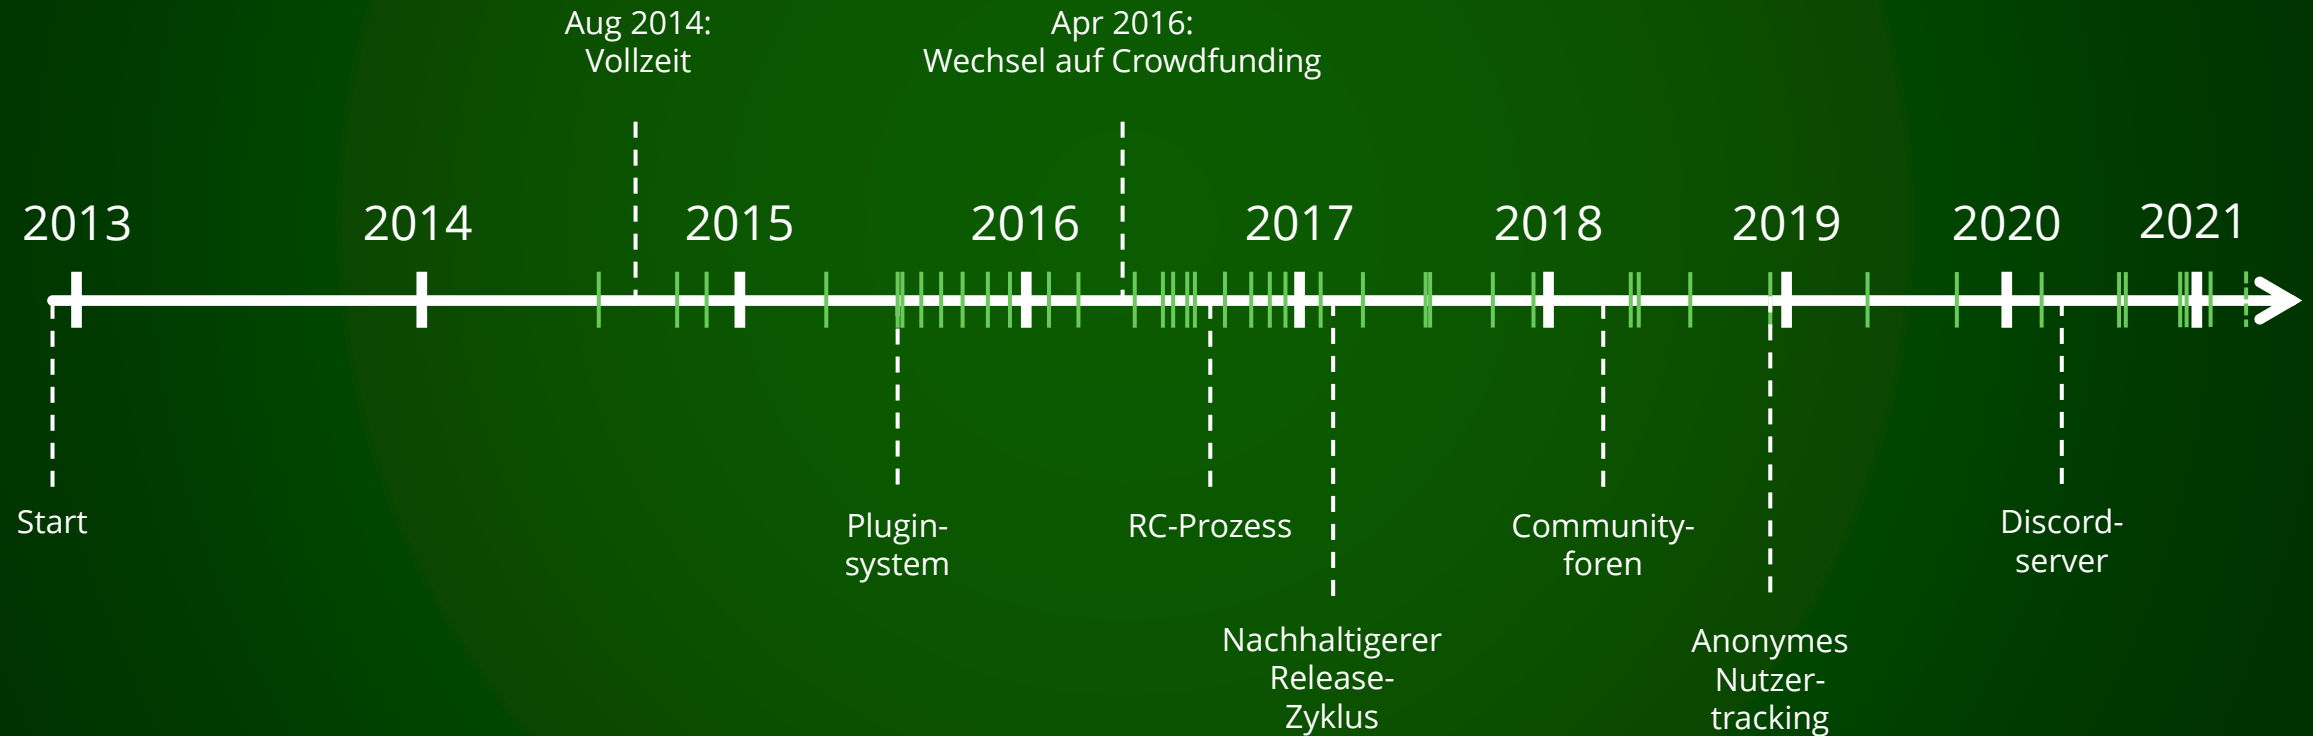 Aug 2014:
Vollzeit
Apr 2016:
Wechsel auf Crowdfunding
2013
2014
2015
2016
2017
2018
2019
2020
2021
Start
Plugin-
system
RC-Prozess
Nachhaltigerer
Release-
Zyklus
Community-
foren
Anonymes
Nutzer-
tracking
Discord-
server